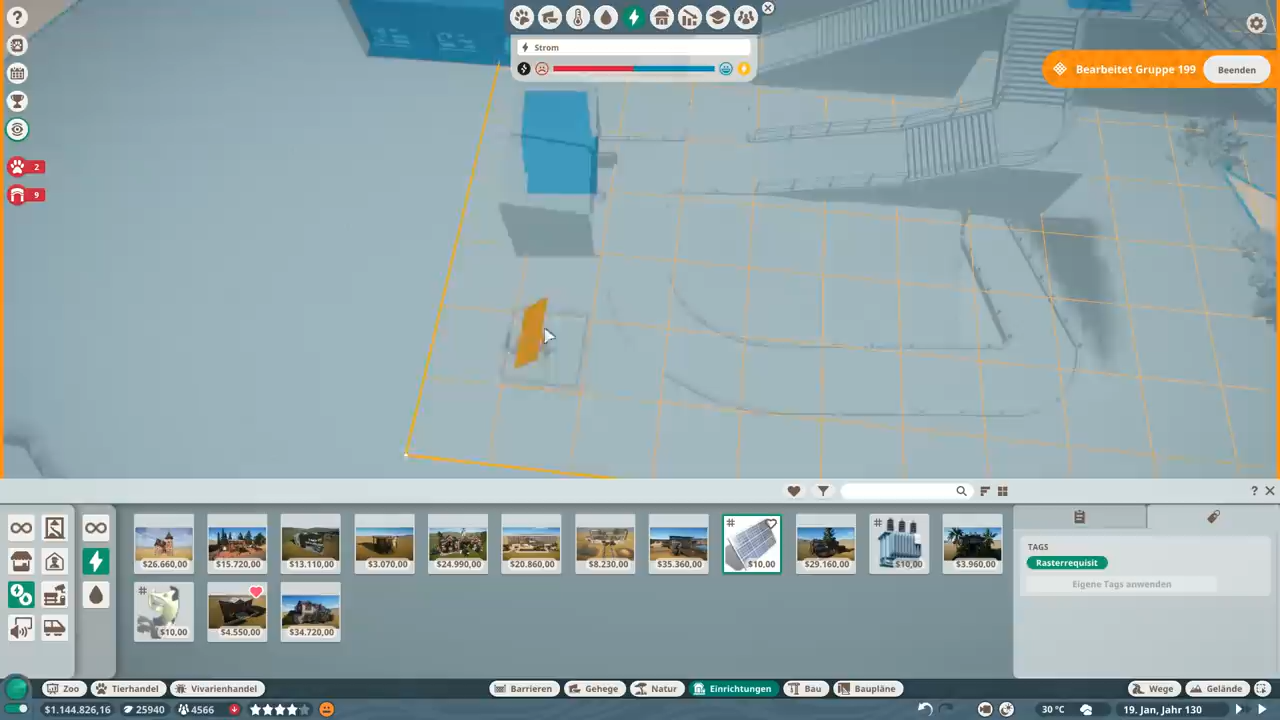 ?
Strom
Bearbeitet Gruppe 199
Beenden
2
9
? ×
$26.660,00
$15.720,00
$13.110,00
$3.070,00
$24.990,00
$20.860,00
$8.230,00
$35.360,00
# $10,00
$29.160,00
# $10,00
$3.960,00
# $10,00
$4.550,00
$34.720,00
TAGS
Rasterrequisit
Eigene Tags anwenden
Zoo
Tierhandel
Vivarienhandel
Barrieren
Gehege
Natur
Einrichtungen
Bau
Baupläne
Wege
Gelände
$1.144.826,16
25940
4566
30 °C
19. Jan, Jahr 130